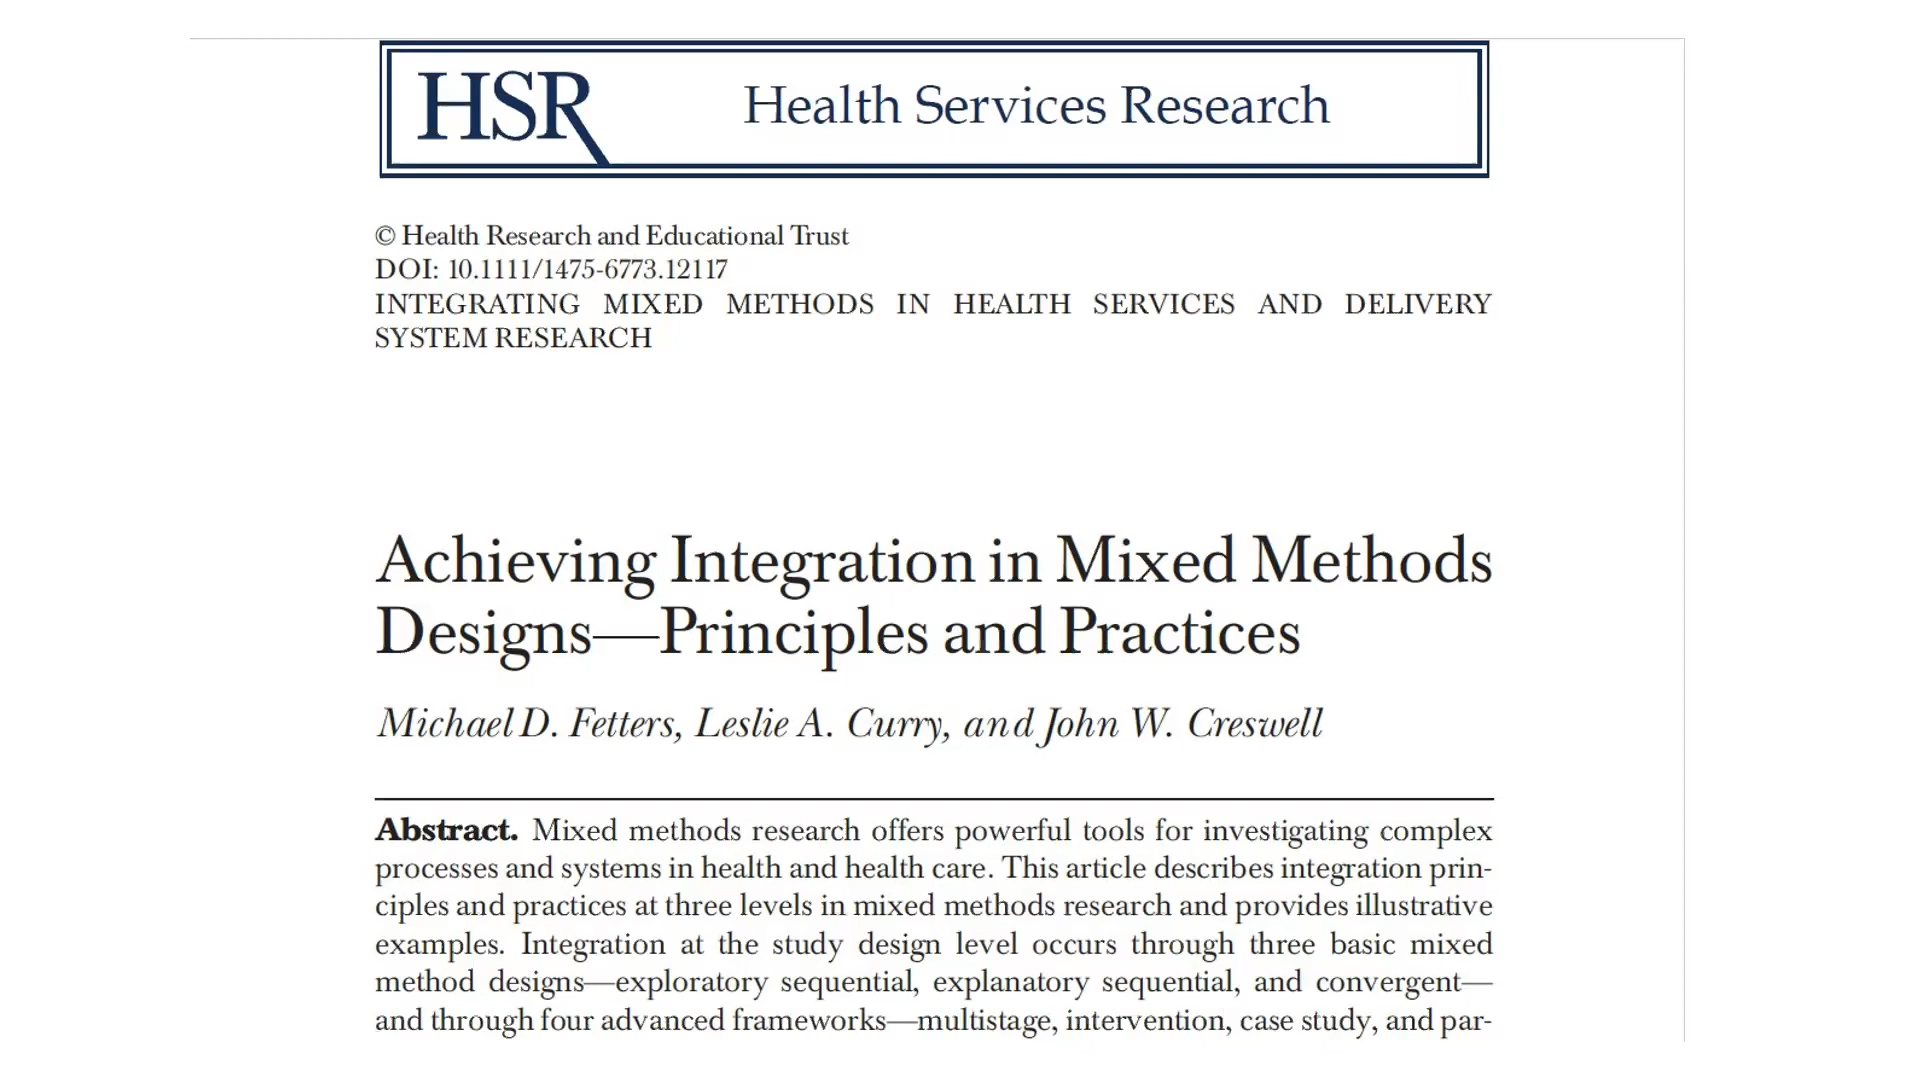 HSR Health Services Research
© Health Research and Educational Trust
DOI: 10.1111/1475-6773.12117
INTEGRATING MIXED METHODS IN HEALTH SERVICES AND DELIVERY
SYSTEM RESEARCH
Achieving Integration in Mixed Methods
Designs—Principles and Practices
Michael D. Fetters, Leslie A. Curry, and John W. Creswell
Abstract. Mixed methods research offers powerful tools for investigating complex
processes and systems in health and health care. This article describes integration prin-
ciples and practices at three levels in mixed methods research and provides illustrative
examples. Integration at the study design level occurs through three basic mixed
method designs—exploratory sequential, explanatory sequential, and convergent—
and through four advanced frameworks—multistage, intervention, case study, and par-